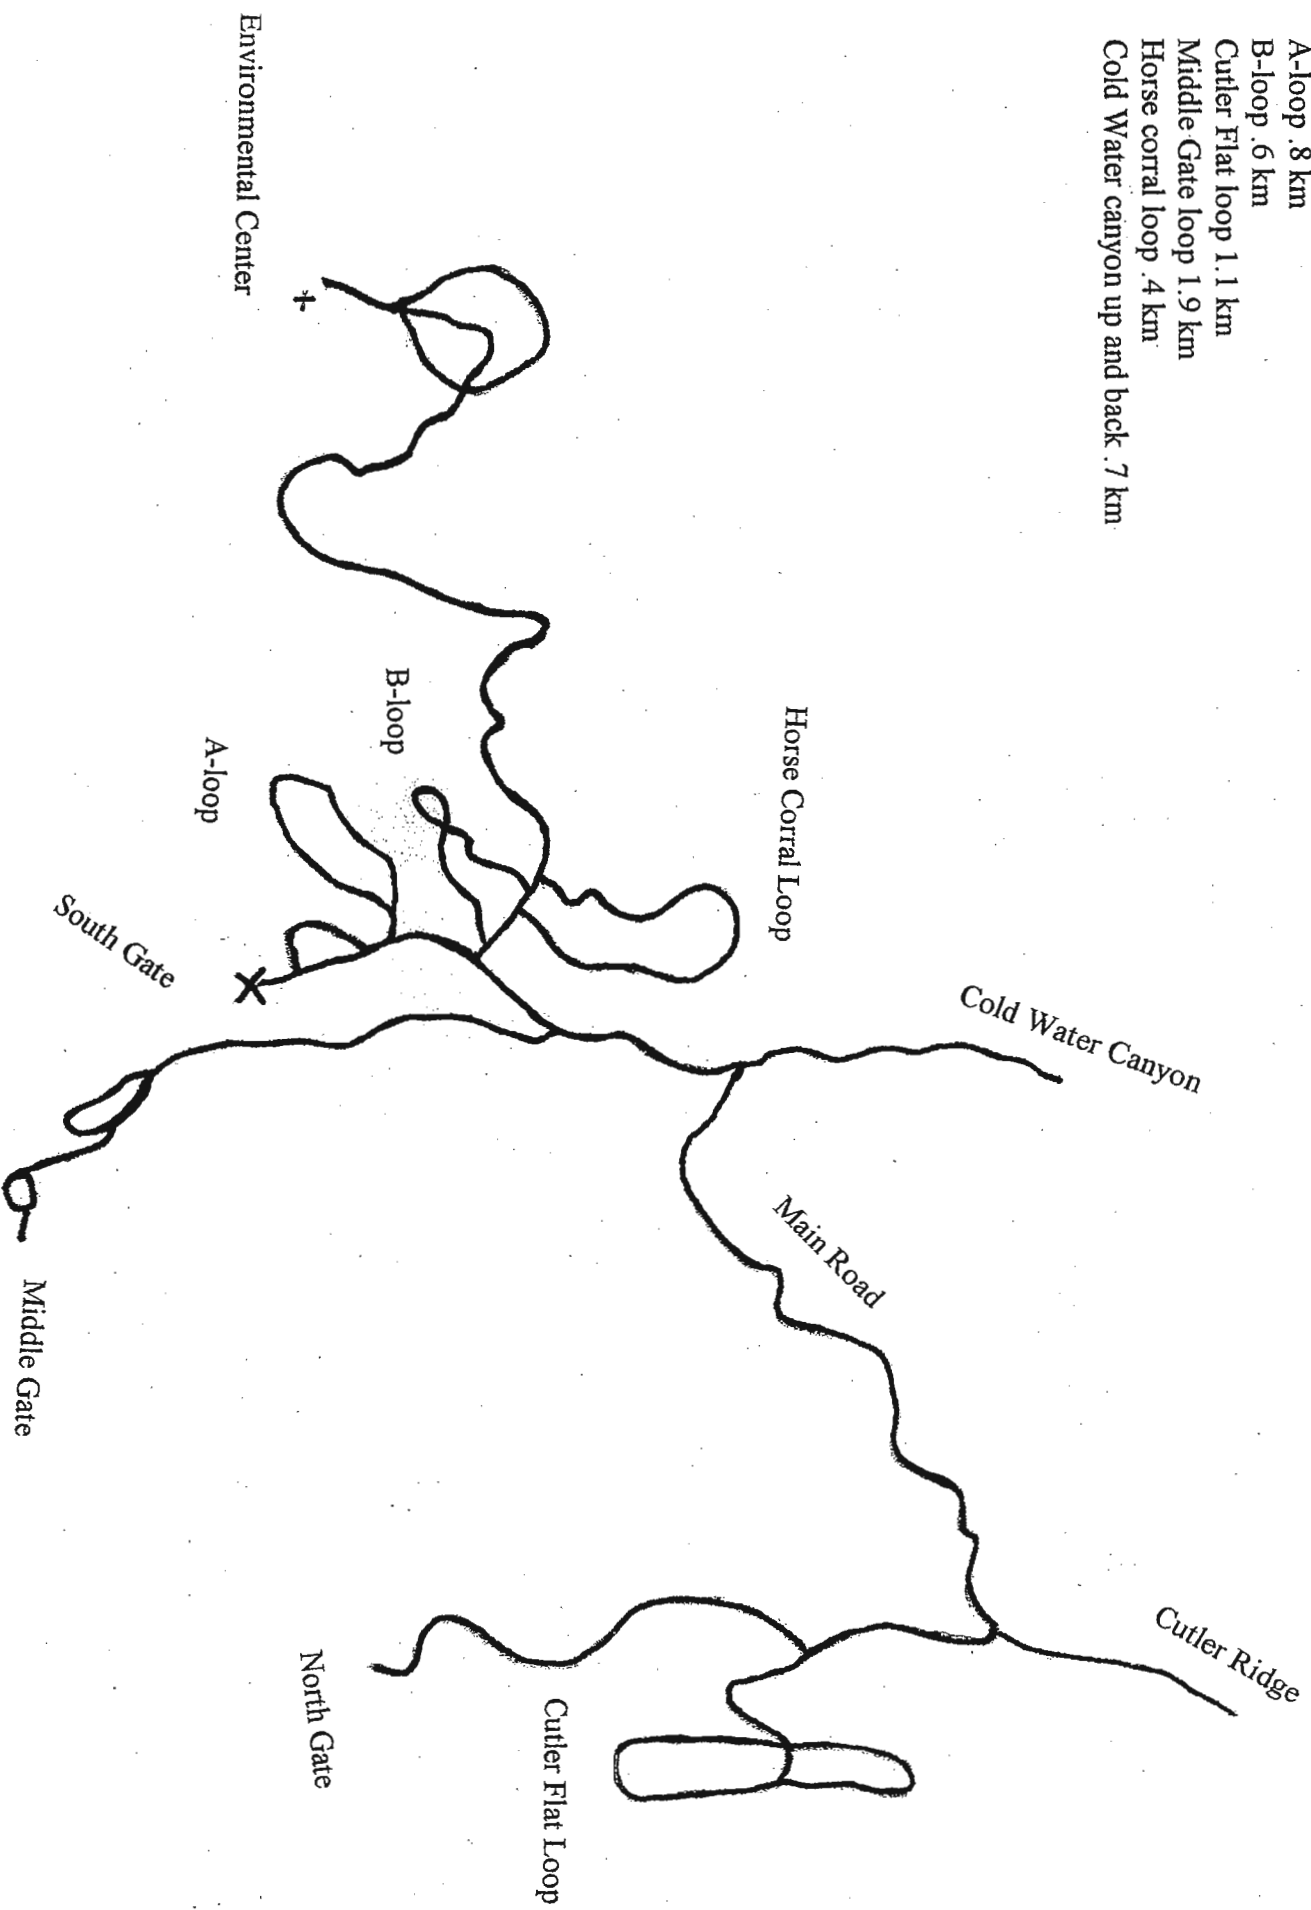 A-loop .8 km
B-loop .6 km
Cutler Flat loop 1.1 km
Middle Gate loop 1.9 km
Horse corral loop .4 km
Cold Water canyon up and back .7 km
Cutler Ridge
Cold Water Canyon
Main Road
Horse Corral Loop
Cutler Flat Loop
B-loop
North Gate
Environmental Center
A-loop
South Gate
Middle Gate